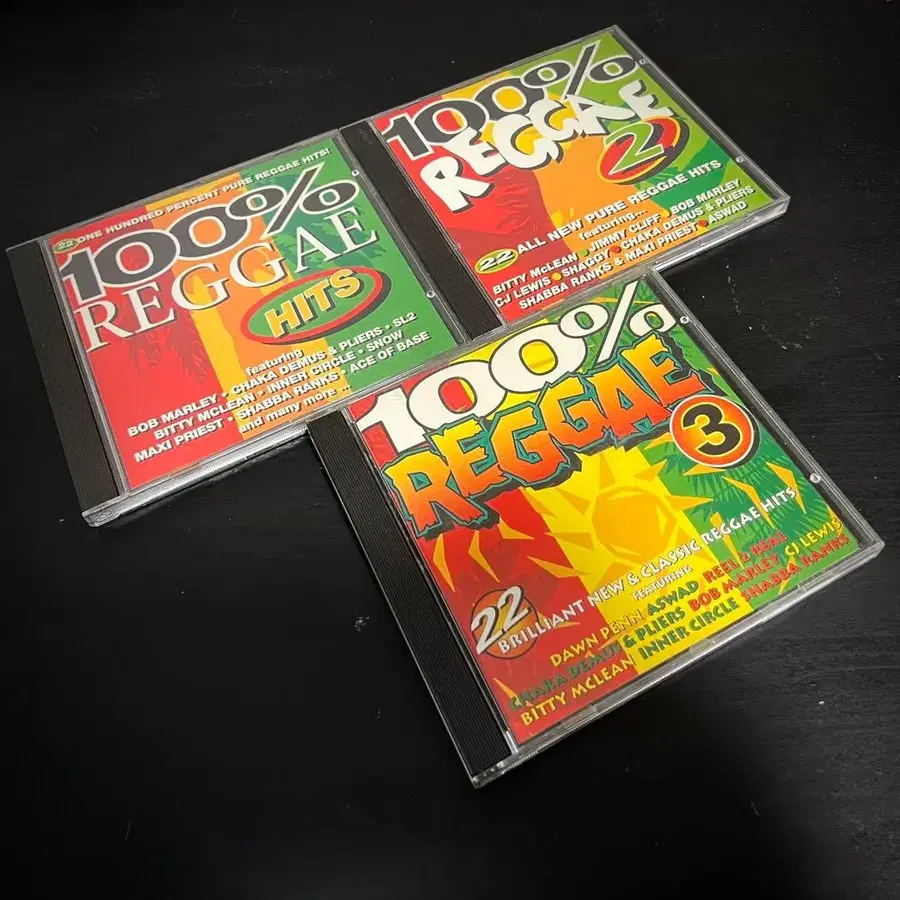 22 ONE HUNDRED PERCENT PURE REGGAE HITS!
100%
REGGAE
HITS
featuring
BOB MARLEY • CHAKA DEMUS & PLIERS • SL2
BITTY MCLEAN • INNER CIRCLE • SNOW
MAXI PRIEST • SHABBA RANKS • ACE OF BASE
and many more ...
100%
REGGAE
2
22 ALL NEW PURE REGGAE HITS
featuring...
BITTY McLEAN • JIMMY CLIFF • BOB MARLEY
CJ LEWIS • SHAGGY • CHAKA DEMUS & PLIERS
SHABBA RANKS & MAXI PRIEST • ASWAD
100%
REGGAE
3
22 BRILLIANT NEW & CLASSIC REGGAE HITS
FEATURING
DAWN PENN ASWAD REEL 2 REAL
CHAKA DEMUS & PLIERS BOB MARLEY CJ LEWIS
BITTY MCLEAN INNER CIRCLE SHABBA RANKS